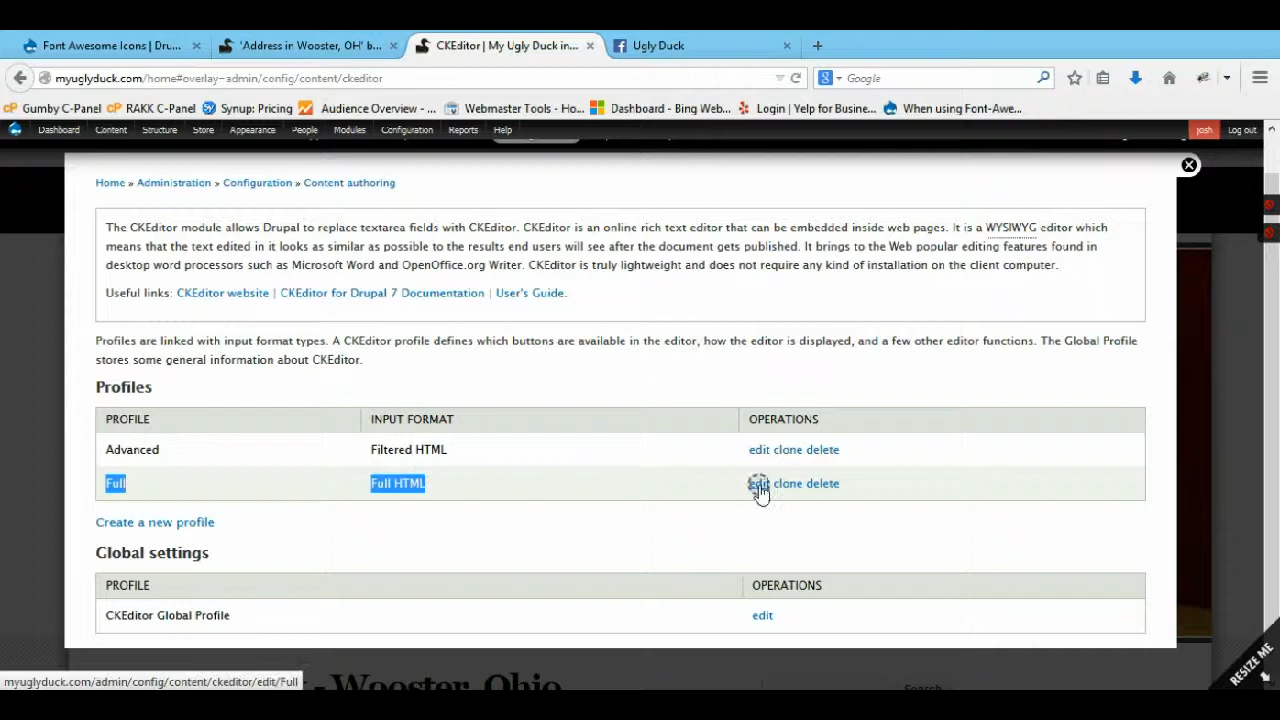 Font Awesome Icons | Dru... 'Address in Wooster, OH' b... CKEditor | My Ugly Duck in... Ugly Duck
myuglyduck.com/home#overlay-admin/config/content/ckeditor Google
Gumby C-Panel RAKK C-Panel Synup: Pricing Audience Overview - ... Webmaster Tools - Ho... Dashboard - Bing Web... Login | Yelp for Busine... When using Font-Awe...
Dashboard Content Structure Store Appearance People Modules Configuration Reports Help josh Log out
Home » Administration » Configuration » Content authoring
The CKEditor module allows Drupal to replace textarea fields with CKEditor. CKEditor is an online rich text editor that can be embedded inside web pages. It is a WYSIWYG editor which
means that the text edited in it looks as similar as possible to the results end users will see after the document gets published. It brings to the Web popular editing features found in
desktop word processors such as Microsoft Word and OpenOffice.org Writer. CKEditor is truly lightweight and does not require any kind of installation on the client computer.
Useful links: CKEditor website | CKEditor for Drupal 7 Documentation | User's Guide.
Profiles are linked with input format types. A CKEditor profile defines which buttons are available in the editor, how the editor is displayed, and a few other editor functions. The Global Profile
stores some general information about CKEditor.
Profiles
PROFILE INPUT FORMAT OPERATIONS
Advanced Filtered HTML edit clone delete
Full Full HTML edit clone delete
Create a new profile
Global settings
PROFILE OPERATIONS
CKEditor Global Profile edit
RESIZE ME
myuglyduck.com/admin/config/content/ckeditor/edit/Full
- Wooster, Ohio
Search